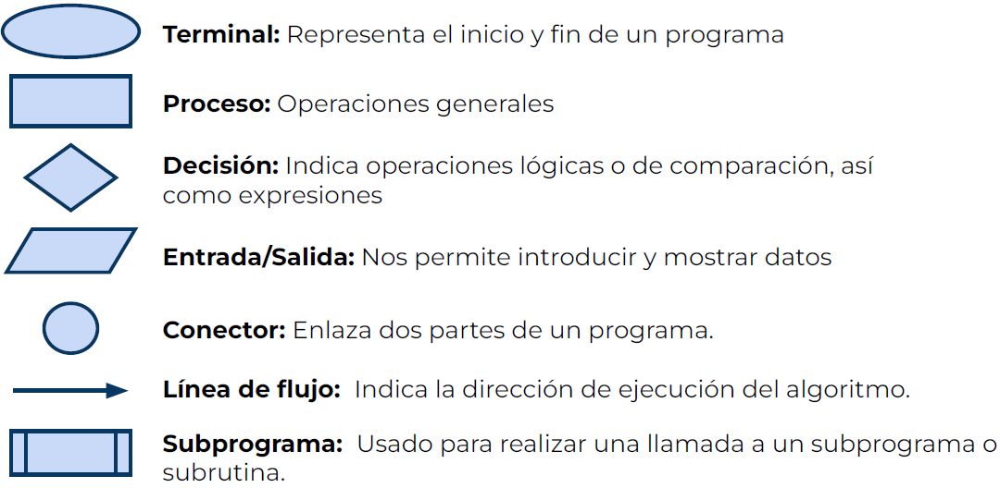 Terminal: Representa el inicio y fin de un programa
Proceso: Operaciones generales
Decisión: Indica operaciones lógicas o de comparación, así
como expresiones
Entrada/Salida: Nos permite introducir y mostrar datos
Conector: Enlaza dos partes de un programa.
Línea de flujo: Indica la dirección de ejecución del algoritmo.
Subprograma: Usado para realizar una llamada a un subprograma o
subrutina.